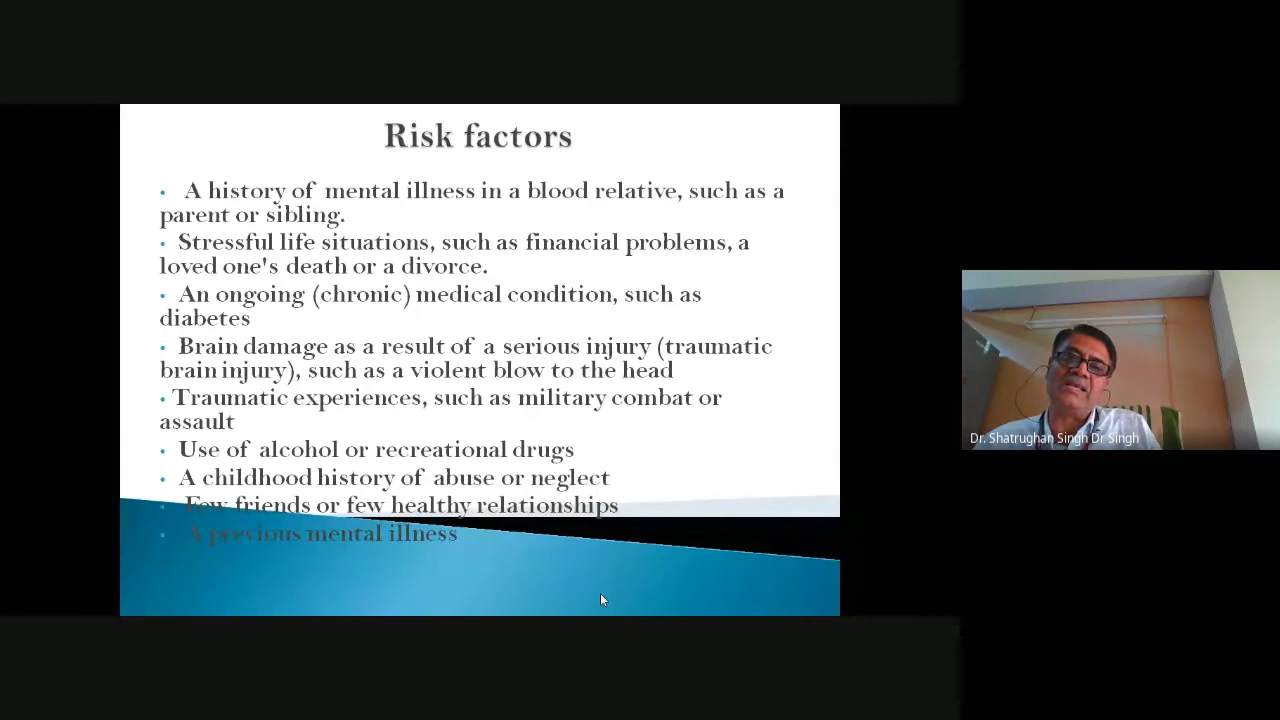 Risk factors
• A history of mental illness in a blood relative, such as a
parent or sibling.
• Stressful life situations, such as financial problems, a
loved one's death or a divorce.
• An ongoing (chronic) medical condition, such as
diabetes
• Brain damage as a result of a serious injury (traumatic
brain injury), such as a violent blow to the head
• Traumatic experiences, such as military combat or
assault
• Use of alcohol or recreational drugs
• A childhood history of abuse or neglect
• Few friends or few healthy relationships
• A previous mental illness
Dr. Shatrughan Singh Dr Singh